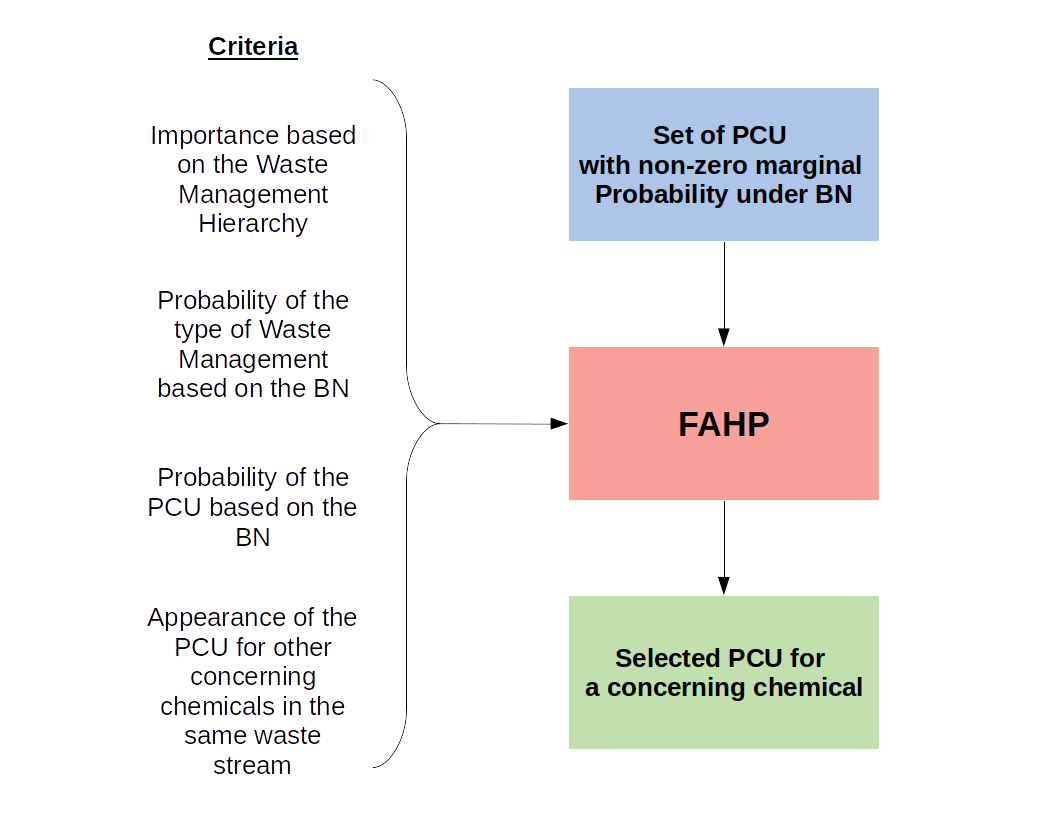 Criteria
Importance based
on the Waste
Management
Hierarchy
Probability of the
type of Waste
Management
based on the BN
Probability of the
PCU based on the
BN
Appearance of the
PCU for other
concerning
chemicals in the
same waste
stream
Set of PCU
with non-zero marginal
Probability under BN
FAHP
Selected PCU for
a concerning chemical